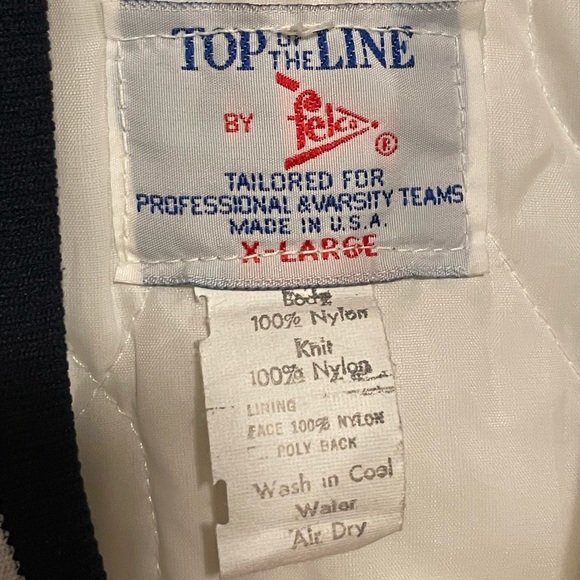 TOP OF THE LINE
BY felco ®
TAILORED FOR
PROFESSIONAL & VARSITY TEAMS
MADE IN U.S.A.
X-LARGE
Body
100% Nylon
Knit
100% Nylon
LINING
FACE 100% NYLON
POLY BACK
Wash in Cool
Water
Air Dry